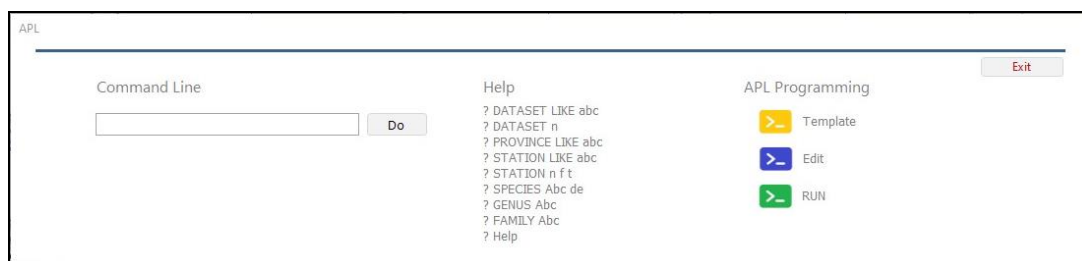 APL
Exit
Command Line
Do
Help
? DATASET LIKE abc
? DATASET n
? PROVINCE LIKE abc
? STATION LIKE abc
? STATION n f t
? SPECIES Abc de
? GENUS Abc
? FAMILY Abc
? Help
APL Programming
>_ Template
>_ Edit
>_ RUN